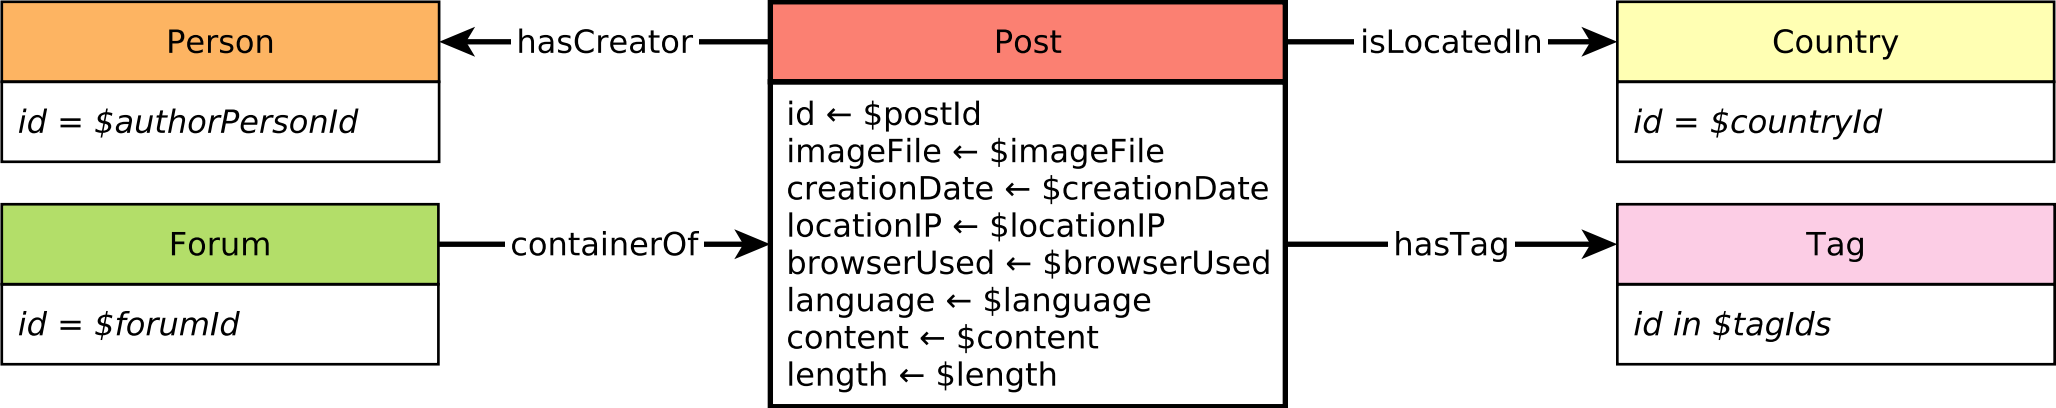 Person
id = $authorPersonId
hasCreator
Forum
id = $forumId
containerOf
Post
id ← $postId
imageFile ← $imageFile
creationDate ← $creationDate
locationIP ← $locationIP
browserUsed ← $browserUsed
language ← $language
content ← $content
length ← $length
isLocatedIn
Country
id = $countryId
hasTag
Tag
id in $tagIds